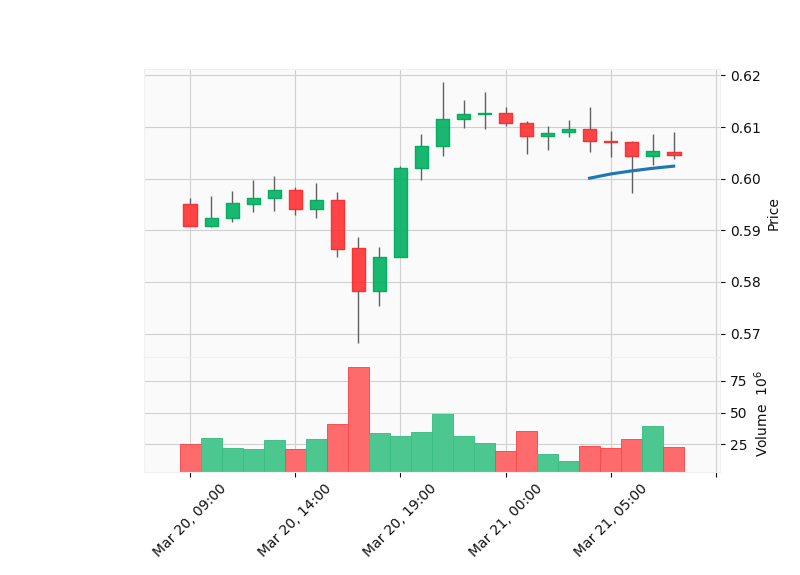 0.62
0.61
0.60
0.59
0.58
0.57
Price
75
50
25
Volume 10^6
Mar 20, 09:00
Mar 20, 14:00
Mar 20, 19:00
Mar 21, 00:00
Mar 21, 05:00